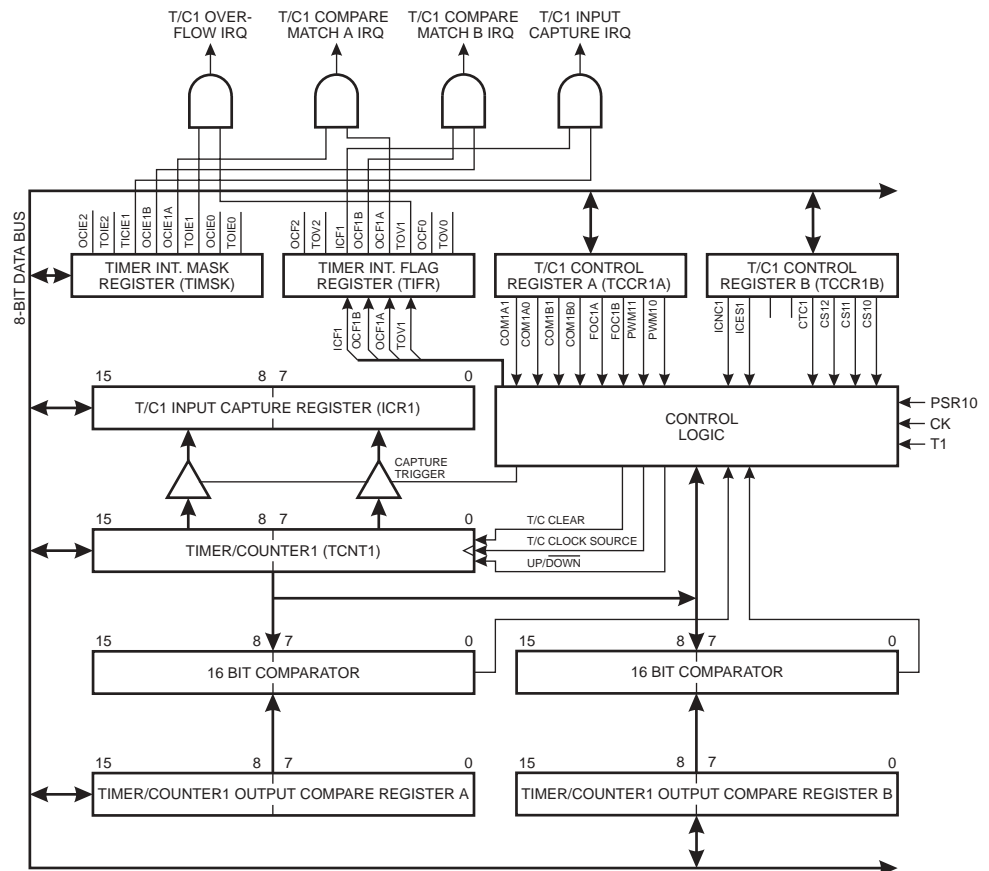 T/C1 OVER-
FLOW IRQ
T/C1 COMPARE
MATCH A IRQ
T/C1 COMPARE
MATCH B IRQ
T/C1 INPUT
CAPTURE IRQ
8-BIT DATA BUS
OCIE2
TOIE2
TICIE1
OCIE1B
OCIE1A
TOIE1
OCIE0
TOIE0
OCF2
TOV2
ICF1
OCF1B
OCF1A
TOV1
OCF0
TOV0
TIMER INT. MASK
REGISTER (TIMSK)
TIMER INT. FLAG
REGISTER (TIFR)
T/C1 CONTROL
REGISTER A (TCCR1A)
T/C1 CONTROL
REGISTER B (TCCR1B)
ICF1
OCF1B
OCF1A
TOV1
COM1A1
COM1A0
COM1B1
COM1B0
FOC1A
FOC1B
PWM11
PWM10
ICNC1
ICES1
CTC1
CS12
CS11
CS10
15 8 7 0
T/C1 INPUT CAPTURE REGISTER (ICR1)
CONTROL
LOGIC
PSR10
CK
T1
CAPTURE
TRIGGER
15 8 7 0
TIMER/COUNTER1 (TCNT1)
T/C CLEAR
T/C CLOCK SOURCE
UP/DOWN
15 8 7 0
16 BIT COMPARATOR
15 8 7 0
16 BIT COMPARATOR
15 8 7 0
TIMER/COUNTER1 OUTPUT COMPARE REGISTER A
15 8 7 0
TIMER/COUNTER1 OUTPUT COMPARE REGISTER B